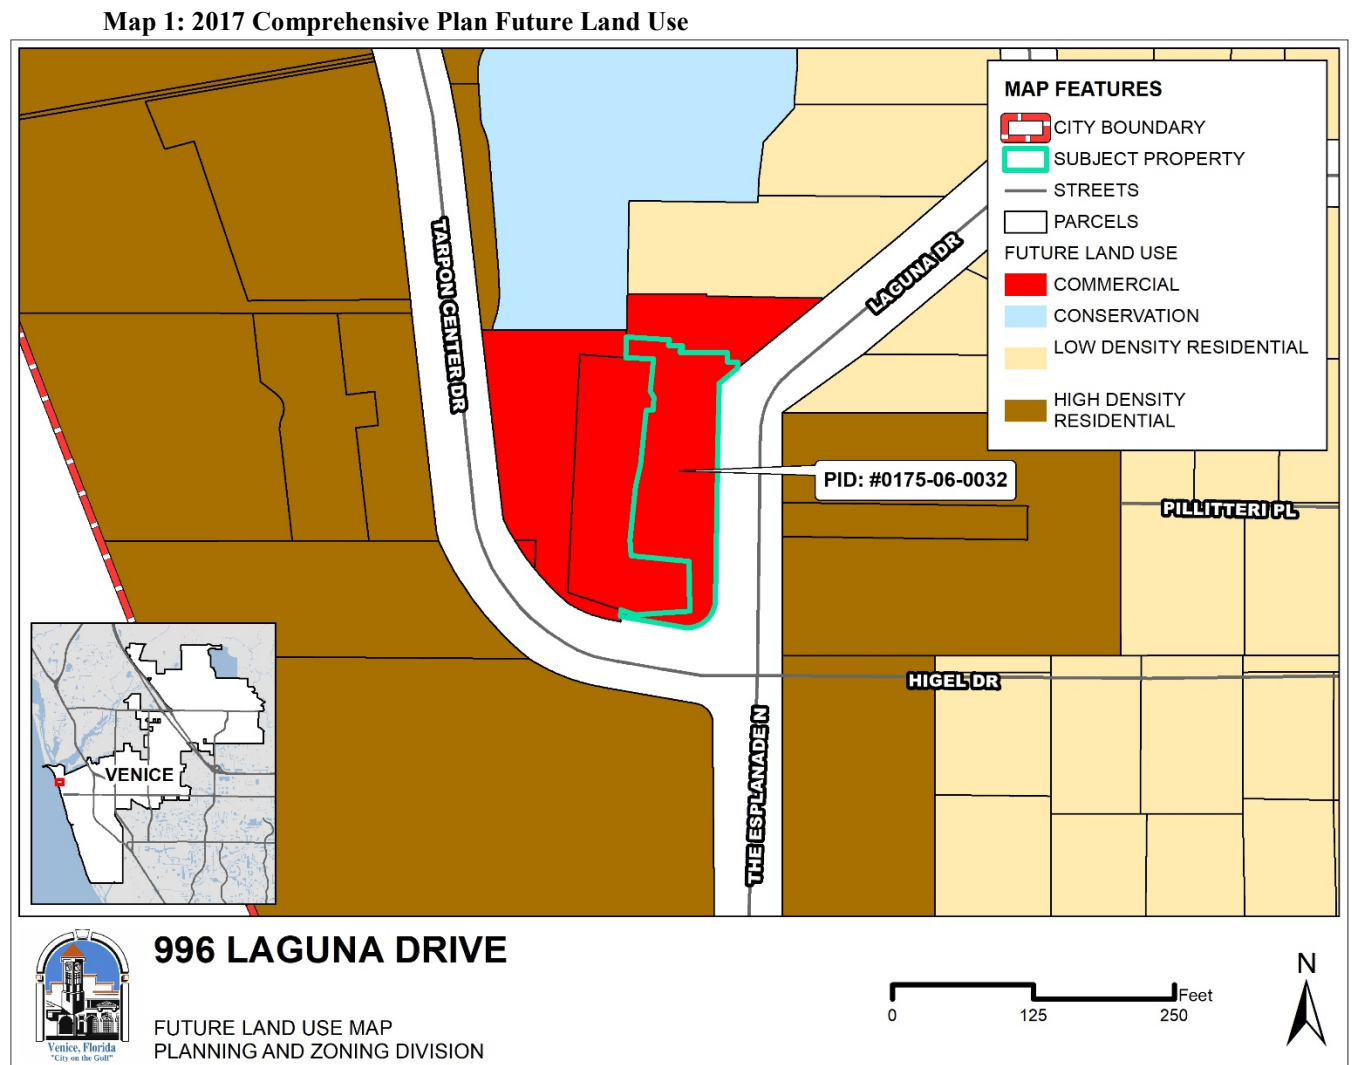 Map 1: 2017 Comprehensive Plan Future Land Use
MAP FEATURES
CITY BOUNDARY
SUBJECT PROPERTY
STREETS
PARCELS
FUTURE LAND USE
COMMERCIAL
CONSERVATION
LOW DENSITY RESIDENTIAL
HIGH DENSITY
RESIDENTIAL
TARPON CENTER DR
LAGUNA DR
PID: #0175-06-0032
PILLITTERI PL
HIGEL DR
THE ESPLANADE N
VENICE
996 LAGUNA DRIVE
FUTURE LAND USE MAP
PLANNING AND ZONING DIVISION
Venice, Florida
"City on the Gulf"
Feet
0 125 250
N